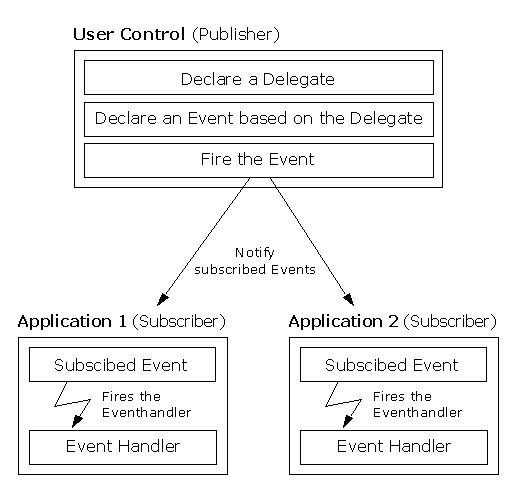 User Control (Publisher)
Declare a Delegate
Declare an Event based on the Delegate
Fire the Event
Notify
subscribed Events
Application 1 (Subscriber)
Subscibed Event
Fires the
Eventhandler
Event Handler
Application 2 (Subscriber)
Subscibed Event
Fires the
Eventhandler
Event Handler